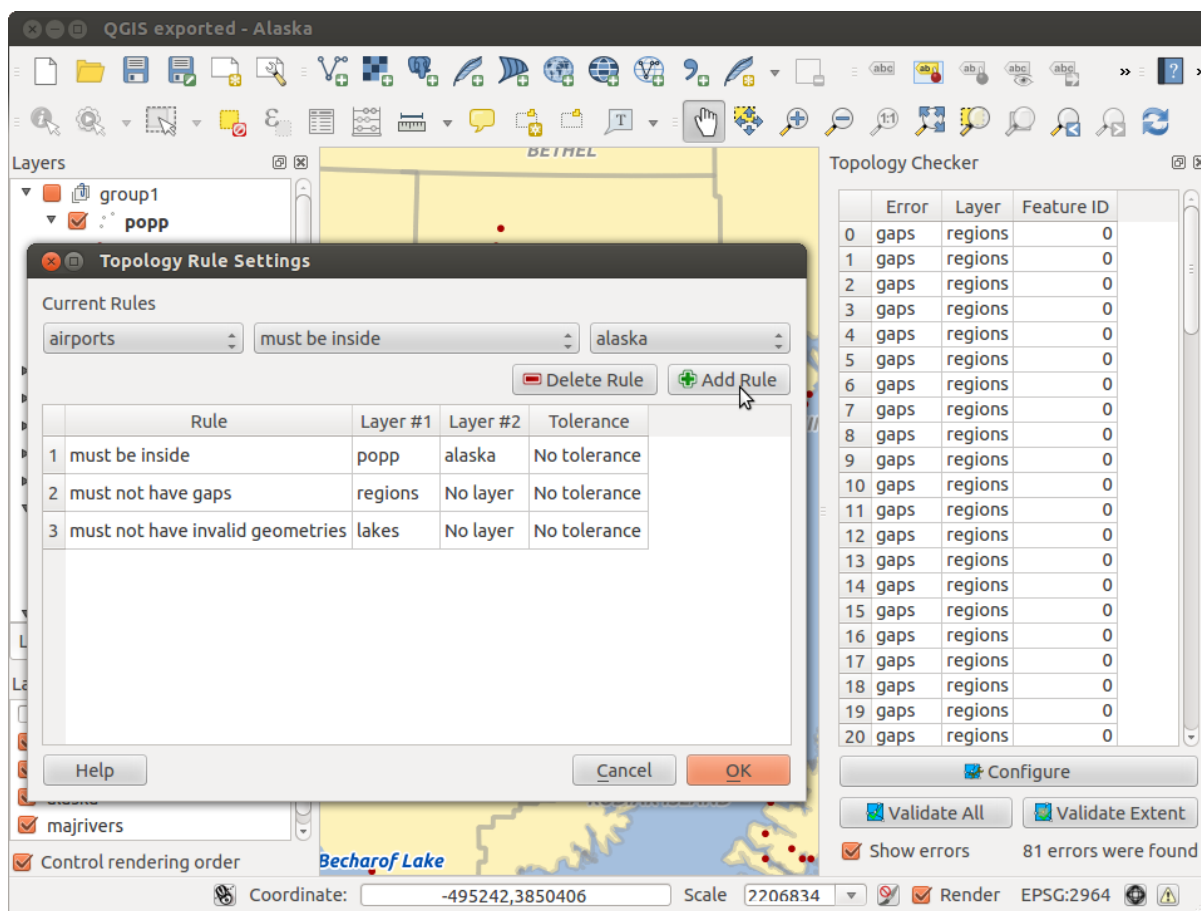 QGIS exported - Alaska
abc ab abc abc abc » ? »
1:1 T
BETHEL
Layers
group1
popp
Topology Rule Settings
Current Rules
airports must be inside alaska
Delete Rule Add Rule
Rule Layer #1 Layer #2 Tolerance
1 must be inside popp alaska No tolerance
2 must not have gaps regions No layer No tolerance
3 must not have invalid geometries lakes No layer No tolerance
Help Cancel OK
majrivers
Control rendering order
Becharof Lake
Topology Checker
Error Layer Feature ID
0 gaps regions 0
1 gaps regions 0
2 gaps regions 0
3 gaps regions 0
4 gaps regions 0
5 gaps regions 0
6 gaps regions 0
7 gaps regions 0
8 gaps regions 0
9 gaps regions 0
10 gaps regions 0
11 gaps regions 0
12 gaps regions 0
13 gaps regions 0
14 gaps regions 0
15 gaps regions 0
16 gaps regions 0
17 gaps regions 0
18 gaps regions 0
19 gaps regions 0
20 gaps regions 0
Configure
Validate All Validate Extent
Show errors 81 errors were found
Coordinate: -495242,3850406 Scale 2206834 Render EPSG:2964